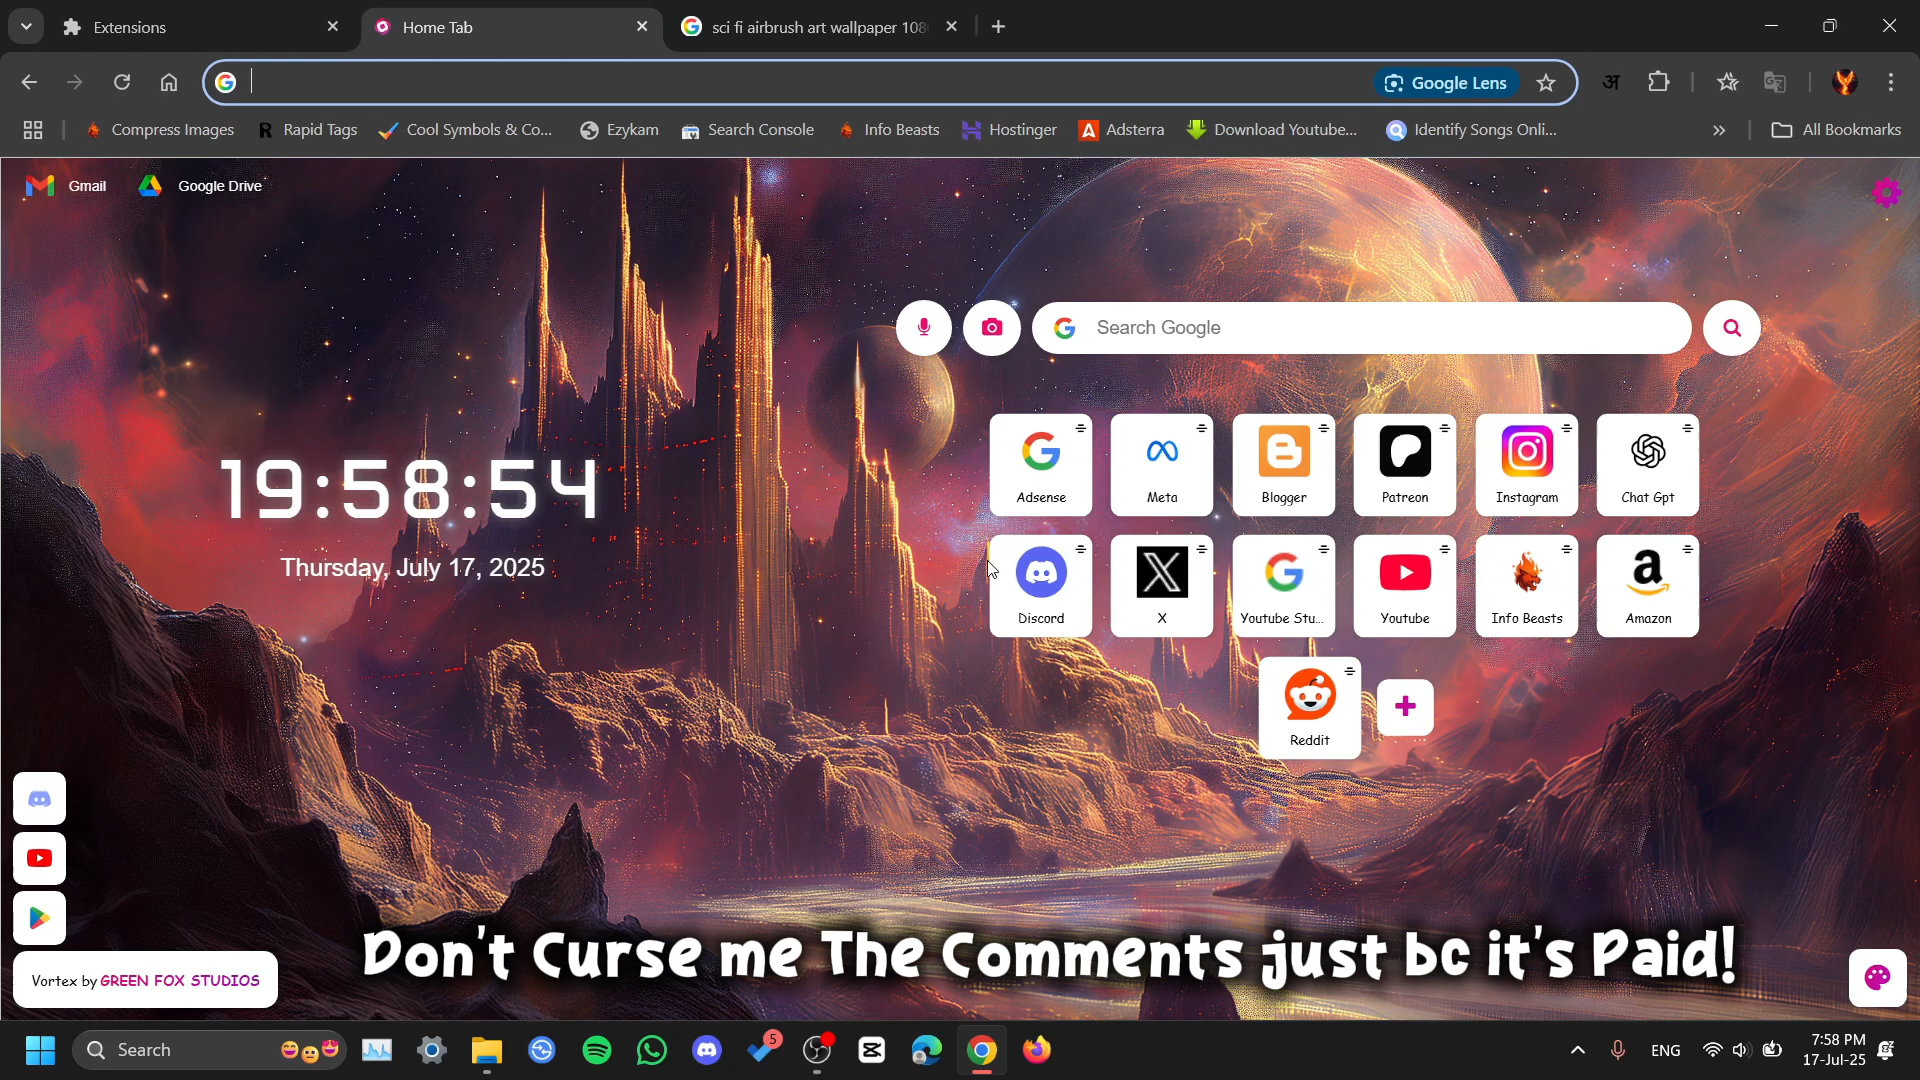 Extensions
Home Tab
sci fi airbrush art wallpaper 108
Google Lens
अ
Compress Images
Rapid Tags
Cool Symbols & Co...
Ezykam
Search Console
Info Beasts
Hostinger
Adsterra
Download Youtube...
Identify Songs Onli...
All Bookmarks
Gmail
Google Drive
Search Google
19:58:54
Thursday, July 17, 2025
Adsense
Meta
Blogger
Patreon
Instagram
Chat Gpt
Discord
X
Youtube Stu...
Youtube
Info Beasts
Amazon
Reddit
Don't Curse me The Comments just bc it's Paid!
Vortex by GREEN FOX STUDIOS
Search
5
ENG
7:58 PM
17-Jul-25